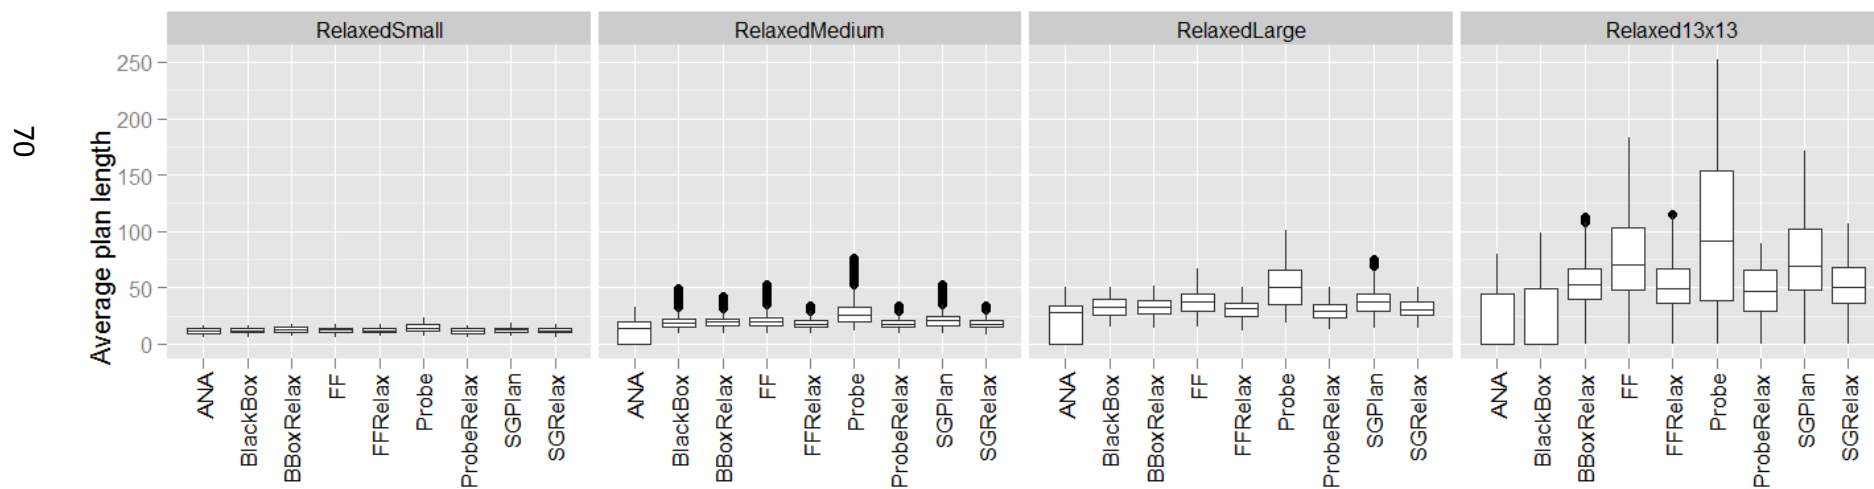 70
RelaxedSmall RelaxedMedium RelaxedLarge Relaxed13x13
Average plan length
250
200
150
100
50
0
ANA BlackBox BBoxRelax FF FFRelax Probe ProbeRelax SGPlan SGRelax ANA BlackBox BBoxRelax FF FFRelax Probe ProbeRelax SGPlan SGRelax ANA BlackBox BBoxRelax FF FFRelax Probe ProbeRelax SGPlan SGRelax ANA BlackBox BBoxRelax FF FFRelax Probe ProbeRelax SGPlan SGRelax